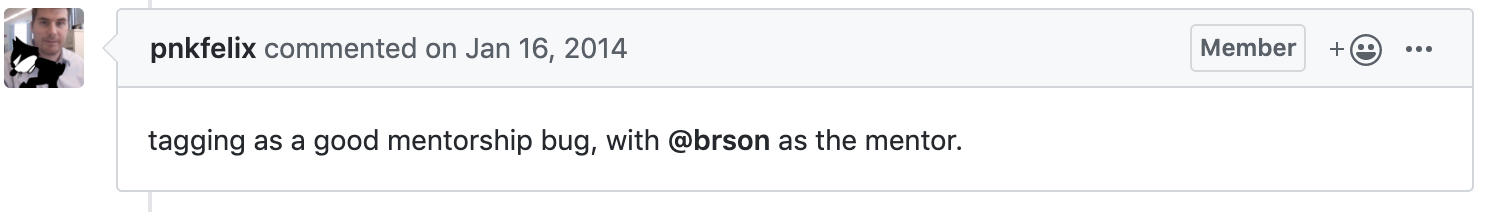 pnkfelix commented on Jan 16, 2014 Member +
tagging as a good mentorship bug, with @brson as the mentor.